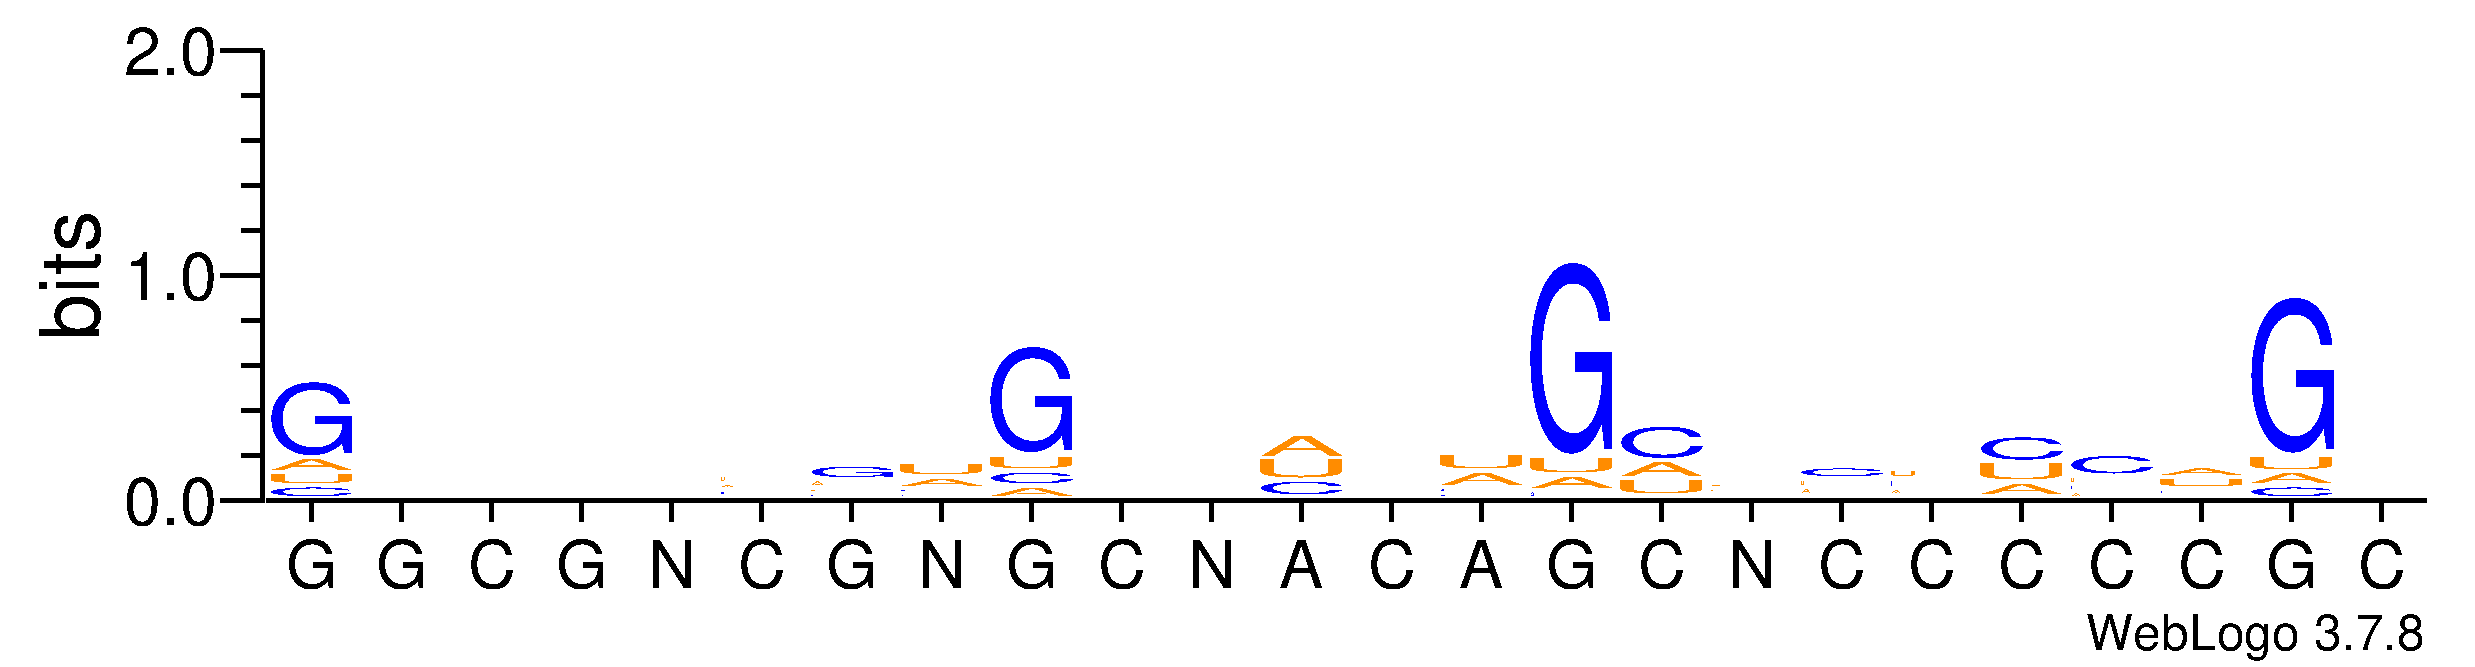 bits
2.0
1.0
0.0
G A U C
G
U A
G U C A
A U C
U A
G U A
C A U
C
C U A
C
A U
G U A C
G G C G N C G N G C N A C A G C N C C C C C G C
WebLogo 3.7.8